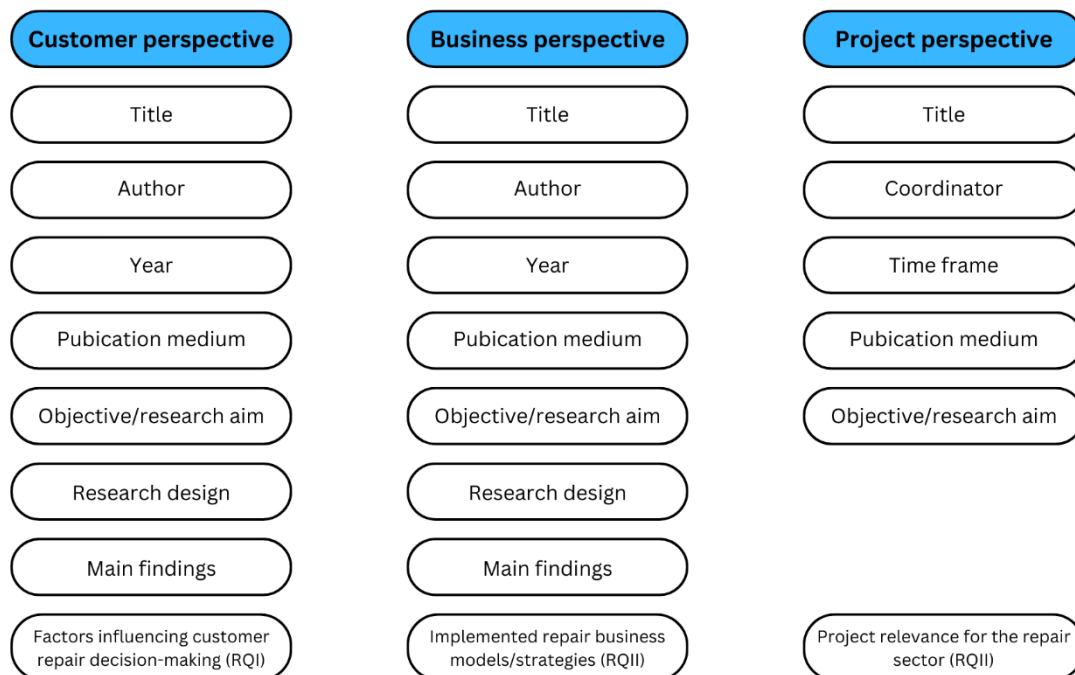 Customer perspective
Title
Author
Year
Pubication medium
Objective/research aim
Research design
Main findings
Factors influencing customer
repair decision-making (RQI)
Business perspective
Title
Author
Year
Pubication medium
Objective/research aim
Research design
Main findings
Implemented repair business
models/strategies (RQII)
Project perspective
Title
Coordinator
Time frame
Pubication medium
Objective/research aim
Project relevance for the repair
sector (RQII)